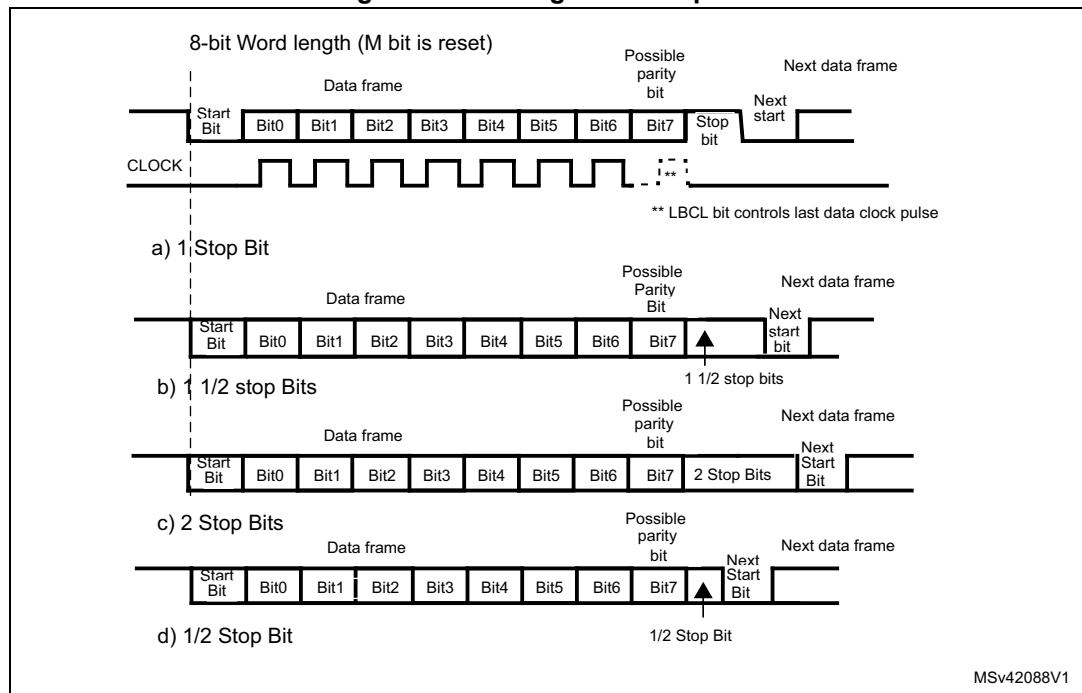 8-bit Word length (M bit is reset)
Possible
parity
bit
Next data frame
Data frame
Start
Bit
Bit0
Bit1
Bit2
Bit3
Bit4
Bit5
Bit6
Bit7
Stop
bit
Next
start
CLOCK
**
** LBCL bit controls last data clock pulse
a) 1 Stop Bit
Possible
Parity
Bit
Next data frame
Data frame
Start
Bit
Bit0
Bit1
Bit2
Bit3
Bit4
Bit5
Bit6
Bit7
Next
start
bit
1 1/2 stop bits
b) 1 1/2 stop Bits
Possible
parity
bit
Next data frame
Data frame
Start
Bit
Bit0
Bit1
Bit2
Bit3
Bit4
Bit5
Bit6
Bit7
2 Stop Bits
Next
Start
Bit
c) 2 Stop Bits
Possible
parity
bit
Next data frame
Data frame
Start
Bit
Bit0
Bit1
Bit2
Bit3
Bit4
Bit5
Bit6
Bit7
Next
Start
Bit
1/2 Stop Bit
d) 1/2 Stop Bit
MSv42088V1